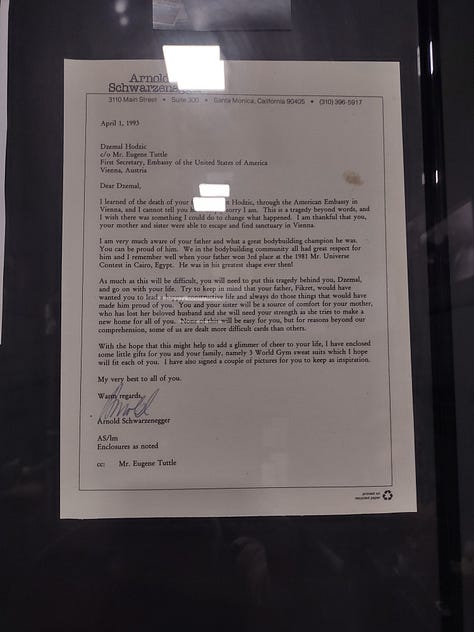 Arnold
Schwarzenegger
3110 Main Street • Suite 300 • Santa Monica, California 90405 • (310) 396-5917
April 1, 1993
Dzemal Hodzic
c/o Mr. Eugene Tuttle
First Secretary, Embassy of the United States of America
Vienna, Austria
Dear Dzemal,
I learned of the death of your Hodzic, through the American Embassy in
Vienna, and I cannot tell you sorry I am. This is a tragedy beyond words, and
I wish there was something I could do to change what happened. I am thankful that you,
your mother and sister were able to escape and find sanctuary in Vienna.
I am very much aware of your father and what a great bodybuilding champion he was.
You can be proud of him. We in the bodybuilding community all had great respect for
him and I remember well when your father won 3rd place at the 1981 Mr. Universe
Contest in Cairo, Egypt. He was in his greatest shape ever then!
As much as this will be difficult, you will need to put this tragedy behind you, Dzemal,
and go on with your life. Try to keep in mind that your father, Fikret, would have
wanted you to lead a happy, constructive life and always do those things that would have
made him proud of you. You and your sister will be a source of comfort for your mother,
who has lost her beloved husband and she will need your strength as she tries to make a
new home for all of you. None of this will be easy for you, but for reasons beyond our
comprehension, some of us are dealt more difficult cards than others.
With the hope that this might help to add a glimmer of cheer to your life, I have enclosed
some little gifts for you and your family, namely 3 World Gym sweat suits which I hope
will fit each of you. I have also signed a couple of pictures for you to keep as inspiration.
My very best to all of you.
Warm regards,
Arnold
Arnold Schwarzenegger
AS/lm
Enclosures as noted
cc: Mr. Eugene Tuttle
printed on
recycled paper